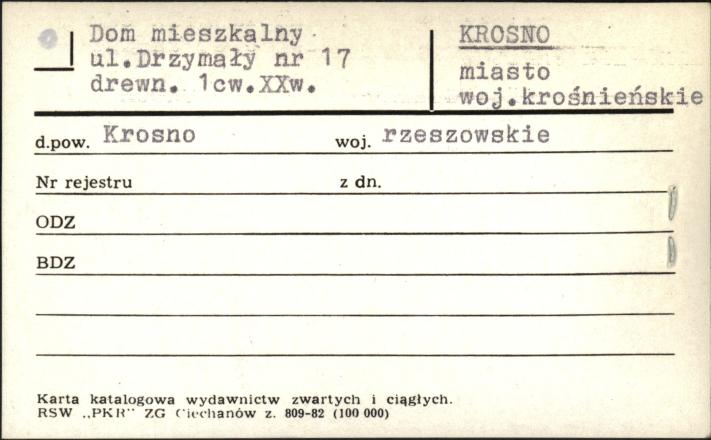 Dom mieszkalny
ul.Drzymały nr 17
drewn. 1cw.XXw.
KROSNO
miasto
woj.krośnieńskie
d.pow. Krosno woj. rzeszowskie
Nr rejestru z dn.
ODZ
BDZ
Karta katalogowa wydawnictw zwartych i ciągłych.
RSW „PKR" ZG Ciechanów z. 809-82 (100 000)